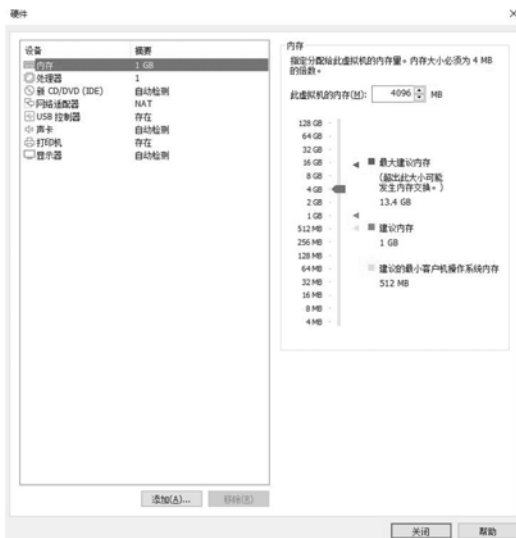 硬件
设备 摘要
内存 1 GB
处理器 1
新 CD/DVD (IDE) 自动检测
网络适配器 NAT
USB 控制器 存在
声卡 自动检测
打印机 存在
显示器 自动检测
添加(A)... 移除(R)
内存
指定分配给此虚拟机的内存量。内存大小必须为 4 MB
的倍数。
此虚拟机的内存(M): 4096 MB
128 GB
64 GB
32 GB
16 GB
8 GB
4 GB
2 GB
1 GB
512 MB
256 MB
128 MB
64 MB
32 MB
16 MB
8 MB
4 MB
最大建议内存
(超出此大小可能
发生内存交换。)
13.4 GB
建议内存
1 GB
建议的最小客户机操作系统内存
512 MB
关闭 帮助